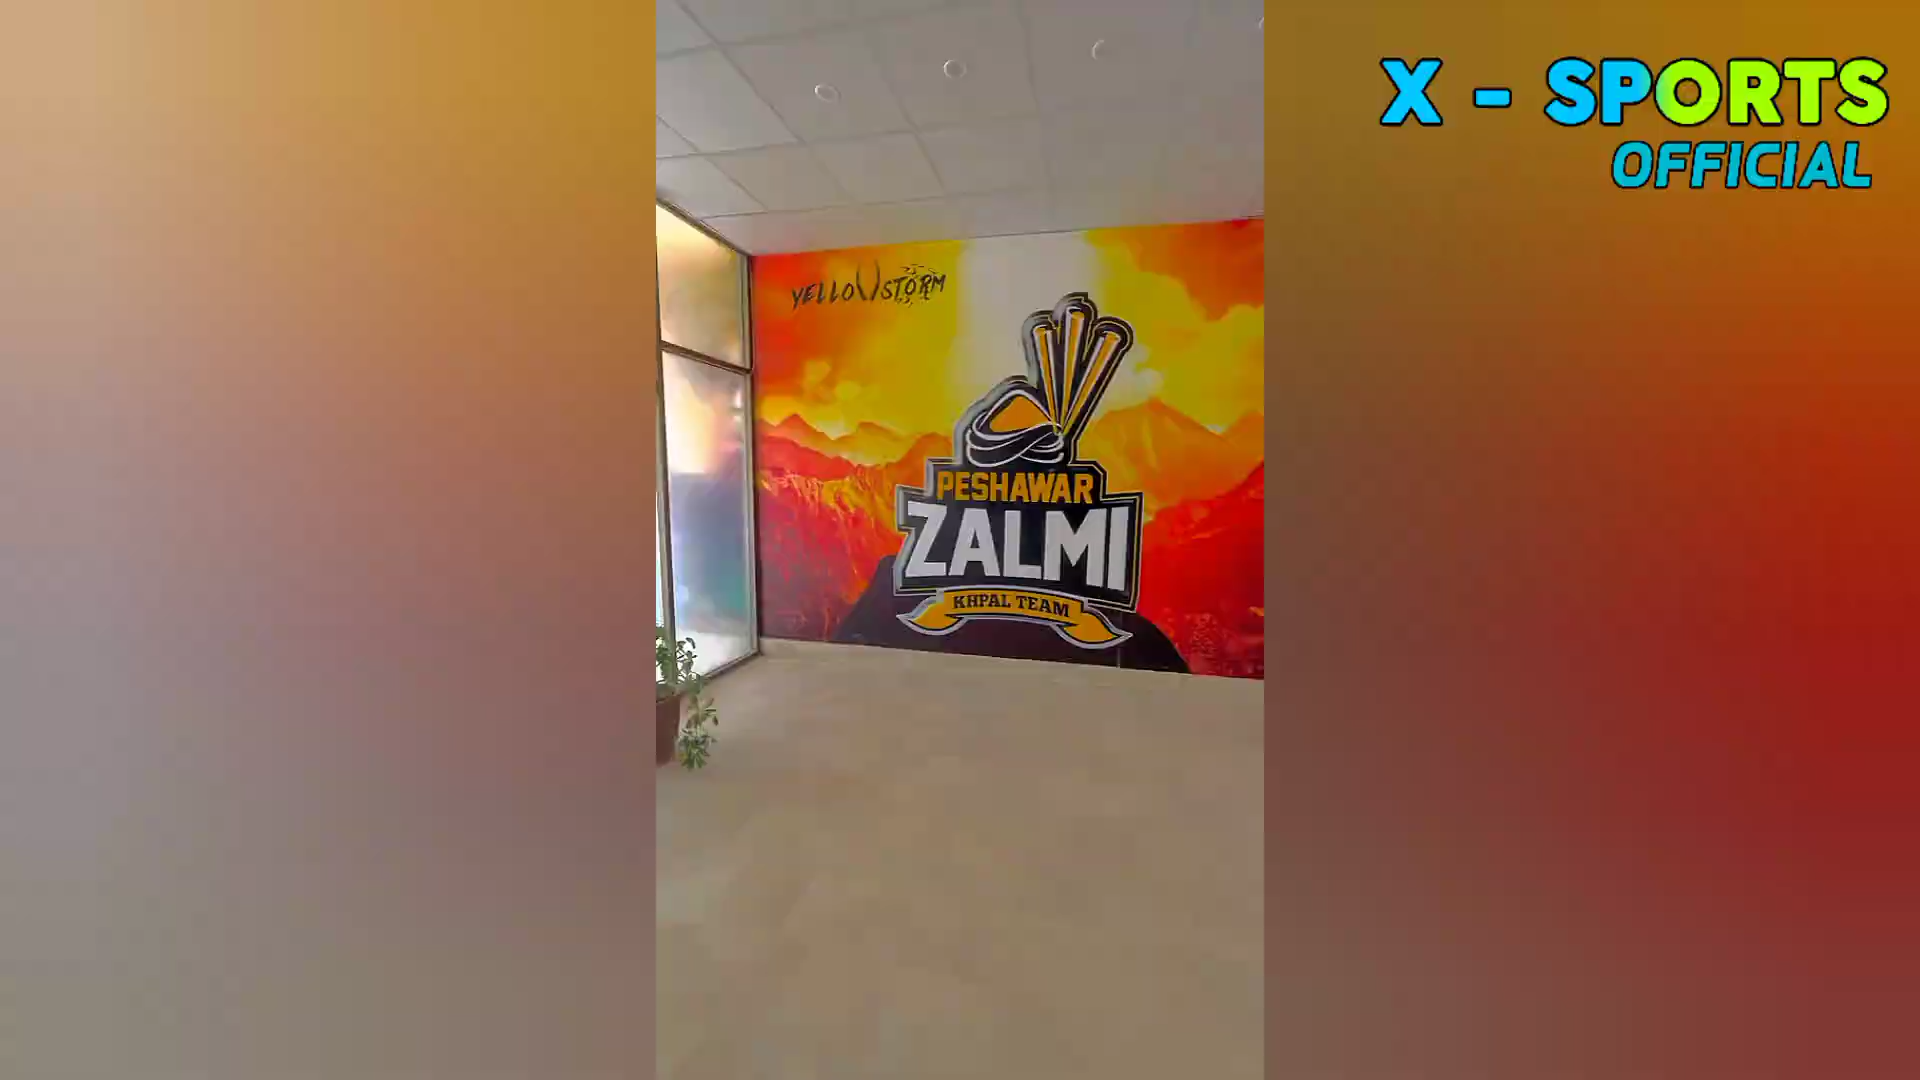 X - SPORTS
OFFICIAL
YELLOW STORM
PESHAWAR
ZALMI
KHPAL TEAM